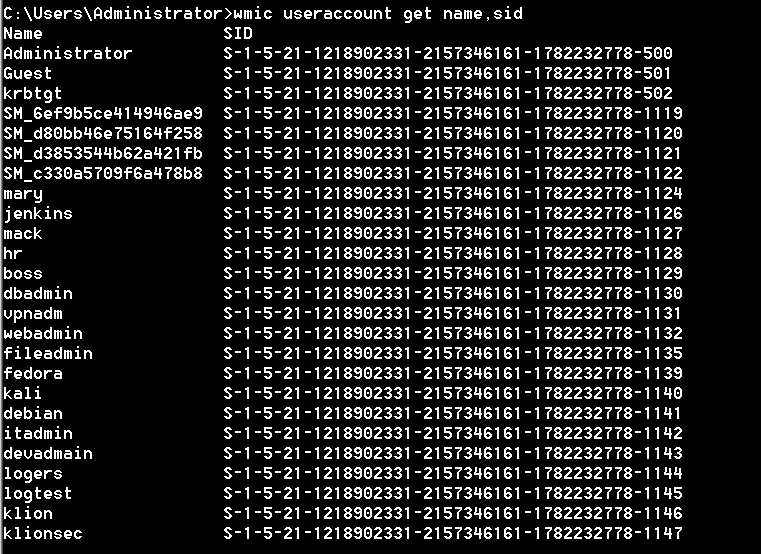 C:\Users\Administrator>wmic useraccount get name,sid
Name SID
Administrator S-1-5-21-1218902331-2157346161-1782232778-500
Guest S-1-5-21-1218902331-2157346161-1782232778-501
krbtgt S-1-5-21-1218902331-2157346161-1782232778-502
SM_6ef9b5ce414946ae9 S-1-5-21-1218902331-2157346161-1782232778-1119
SM_d80bb46e75164f258 S-1-5-21-1218902331-2157346161-1782232778-1120
SM_d3853544b62a421fb S-1-5-21-1218902331-2157346161-1782232778-1121
SM_c330a5709f6a478b8 S-1-5-21-1218902331-2157346161-1782232778-1122
mary S-1-5-21-1218902331-2157346161-1782232778-1124
jenkins S-1-5-21-1218902331-2157346161-1782232778-1126
mack S-1-5-21-1218902331-2157346161-1782232778-1127
hr S-1-5-21-1218902331-2157346161-1782232778-1128
boss S-1-5-21-1218902331-2157346161-1782232778-1129
dbadmin S-1-5-21-1218902331-2157346161-1782232778-1130
vpnadm S-1-5-21-1218902331-2157346161-1782232778-1131
webadmin S-1-5-21-1218902331-2157346161-1782232778-1132
fileadmin S-1-5-21-1218902331-2157346161-1782232778-1135
fedora S-1-5-21-1218902331-2157346161-1782232778-1139
kali S-1-5-21-1218902331-2157346161-1782232778-1140
debian S-1-5-21-1218902331-2157346161-1782232778-1141
itadmin S-1-5-21-1218902331-2157346161-1782232778-1142
devadmain S-1-5-21-1218902331-2157346161-1782232778-1143
logers S-1-5-21-1218902331-2157346161-1782232778-1144
logtest S-1-5-21-1218902331-2157346161-1782232778-1145
klion S-1-5-21-1218902331-2157346161-1782232778-1146
klionsec S-1-5-21-1218902331-2157346161-1782232778-1147